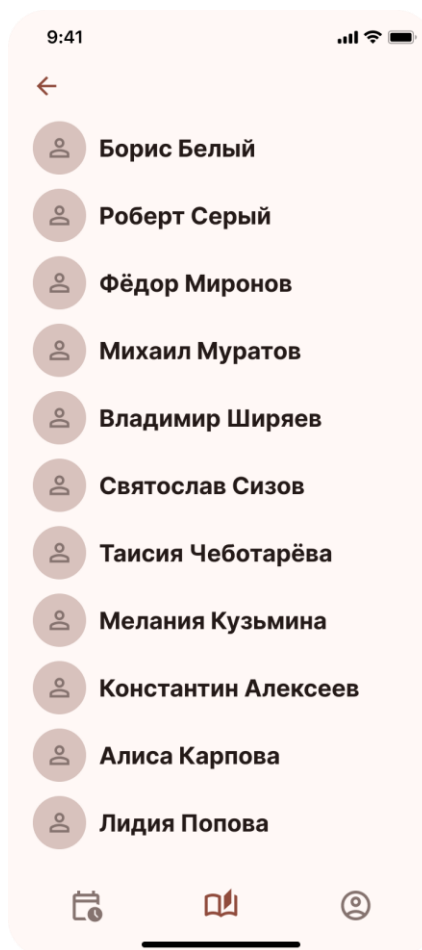 9:41
Борис Белый
Роберт Серый
Фёдор Миронов
Михаил Муратов
Владимир Ширяев
Святослав Сизов
Таисия Чеботарёва
Мелания Кузьмина
Константин Алексеев
Алиса Карпова
Лидия Попова